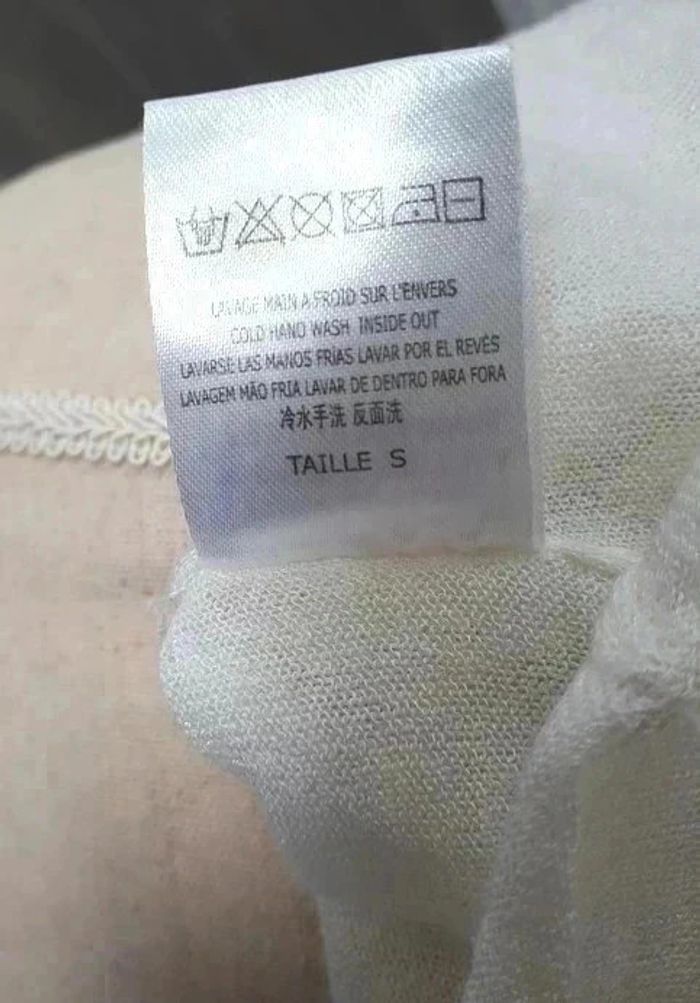 LAVAGE MAIN A FROID SUR L'ENVERS
COLD HAND WASH INSIDE OUT
LAVARSE LAS MANOS FRIAS LAVAR POR EL REVÉS
LAVAGEM MÃO FRIA LAVAR DE DENTRO PARA FORA
冷水手洗 反面洗
TAILLE S